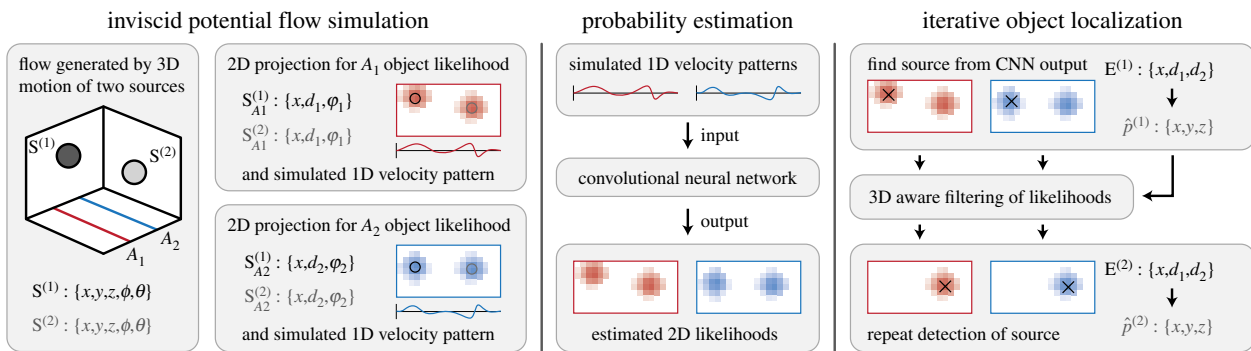 inviscid potential flow simulation
flow generated by 3D
motion of two sources
S⁽¹⁾
S⁽²⁾
A₁
A₂
S⁽¹⁾ : {x,y,z,ϕ,θ}
S⁽²⁾ : {x,y,z,ϕ,θ}
2D projection for A₁ object likelihood
S_A1⁽¹⁾ : {x,d₁,φ₁}
S_A1⁽²⁾ : {x,d₁,φ₁}
and simulated 1D velocity pattern
2D projection for A₂ object likelihood
S_A2⁽¹⁾ : {x,d₂,φ₂}
S_A2⁽²⁾ : {x,d₂,φ₂}
and simulated 1D velocity pattern
probability estimation
simulated 1D velocity patterns
input
convolutional neural network
output
estimated 2D likelihoods
iterative object localization
find source from CNN output
E⁽¹⁾ : {x,d₁,d₂}
p̂⁽¹⁾ : {x,y,z}
3D aware filtering of likelihoods
E⁽²⁾ : {x,d₁,d₂}
p̂⁽²⁾ : {x,y,z}
repeat detection of source